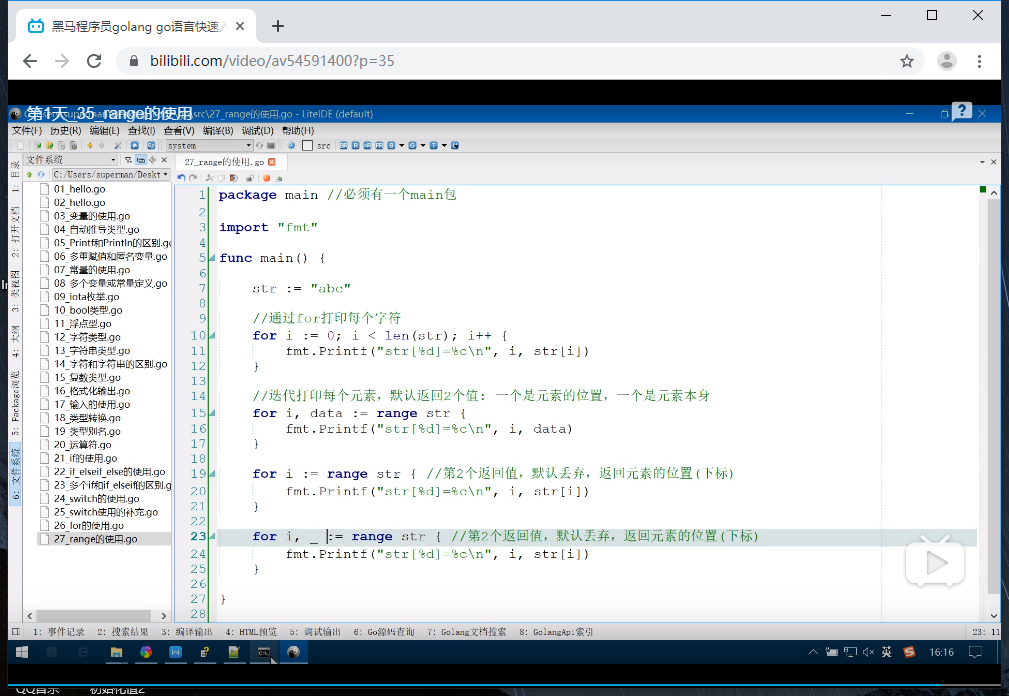 黑马程序员golang go语言快速
bilibili.com/video/av54591400?p=35
第1天_35_range的使用
src\27_range的使用.go - LiteIDE (default)
文件(F) 历史(R) 编辑(E) 查找(I) 查看(V) 编译(B) 调试(D) 帮助(H)
system
src
文件系统
27_range的使用.go
C:/Users/superman/Deskt
01_hello.go
02_hello.go
03_变量的使用.go
04_自动推导类型.go
05_Printf和Println的区别.go
06_多重赋值和匿名变量.go
07_常量的使用.go
08_多个变量或常量定义.go
09_iota枚举.go
10_bool类型.go
11_浮点型.go
12_字符类型.go
13_字符串类型.go
14_字符和字符串的区别.go
15_复数类型.go
16_格式化输出.go
17_输入的使用.go
18_类型转换.go
19_类型别名.go
20_运算符.go
21_if的使用.go
22_if_elseif_else的使用.go
23_多个if和if_elseif的区别.g
24_switch的使用.go
25_switch使用的补充.go
26_for的使用.go
27_range的使用.go
1: 目录
2: 打开文档
3: 类视图
4: 大纲
5: Package浏览
6: 文件系统
1 package main //必须有一个main包
2
3 import "fmt"
4
5 func main() {
6
7 str := "abc"
8
9 //通过for打印每个字符
10 for i := 0; i < len(str); i++ {
11 fmt.Printf("str[%d]=%c\n", i, str[i])
12 }
13
14 //迭代打印每个元素，默认返回2个值: 一个是元素的位置，一个是元素本身
15 for i, data := range str {
16 fmt.Printf("str[%d]=%c\n", i, data)
17 }
18
19 for i := range str { //第2个返回值，默认丢弃，返回元素的位置(下标)
20 fmt.Printf("str[%d]=%c\n", i, str[i])
21 }
22
23 for i, _ := range str { //第2个返回值，默认丢弃，返回元素的位置(下标)
24 fmt.Printf("str[%d]=%c\n", i, str[i])
25 }
26
27 }
28
1: 事件记录 2: 搜索结果 3: 编译输出 4: HTML预览 5: 调试输出 6: Go源码查询 7: Golang文档搜索 8: GolangApi索引 23: 11
英 16:16
QQ音乐 初始化值2